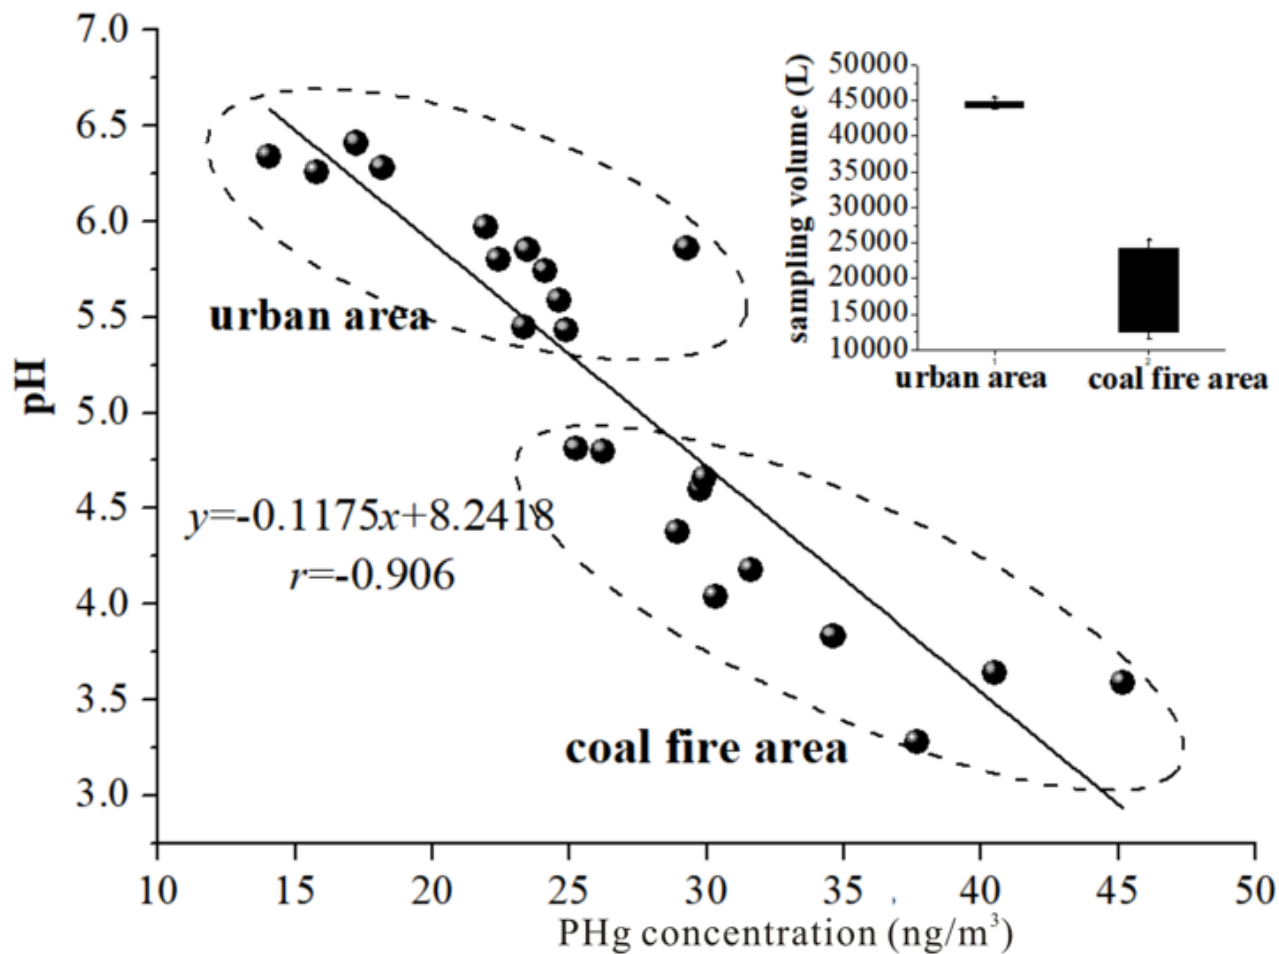 7.0
6.5
6.0
5.5
5.0
4.5
4.0
3.5
3.0
pH
urban area
y=-0.1175x+8.2418
r=-0.906
coal fire area
10 15 20 25 30 35 40 45 50
PHg concentration (ng/m³)
50000
45000
40000
35000
30000
25000
20000
15000
10000
sampling volume (L)
1 2
urban area coal fire area